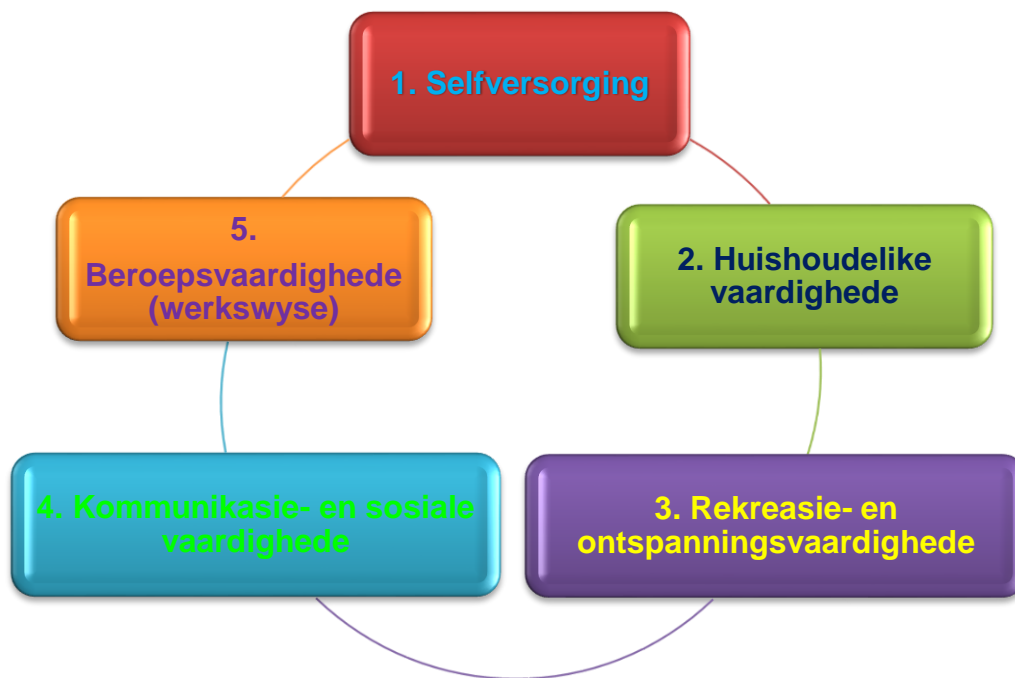 1. Selfversorging
2. Huishoudelike
vaardighede
3. Rekreasie- en
ontspanningsvaardighede
4. Kommunikasie- en sosiale
vaardighede
5.
Beroepsvaardighede
(werkswyse)